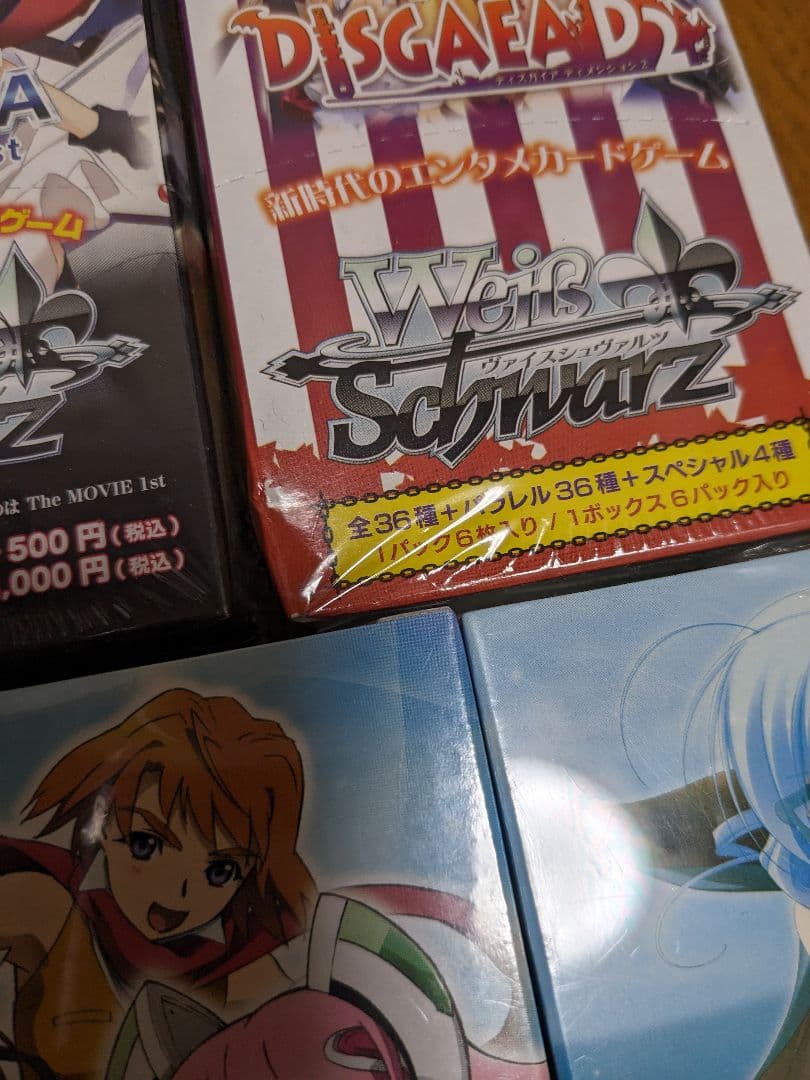 A
st
ゲーム
z
のは The MOVIE 1st
500円(税込)
,000円(税込)
DISGAEA D2
ディスガイア ディメンション2
新時代のエンタメカードゲーム
Weiß
ヴァイスシュヴァルツ
Schwarz
全36種+パラレル36種+スペシャル4種
1パック6枚入り/1ボックス6パック入り